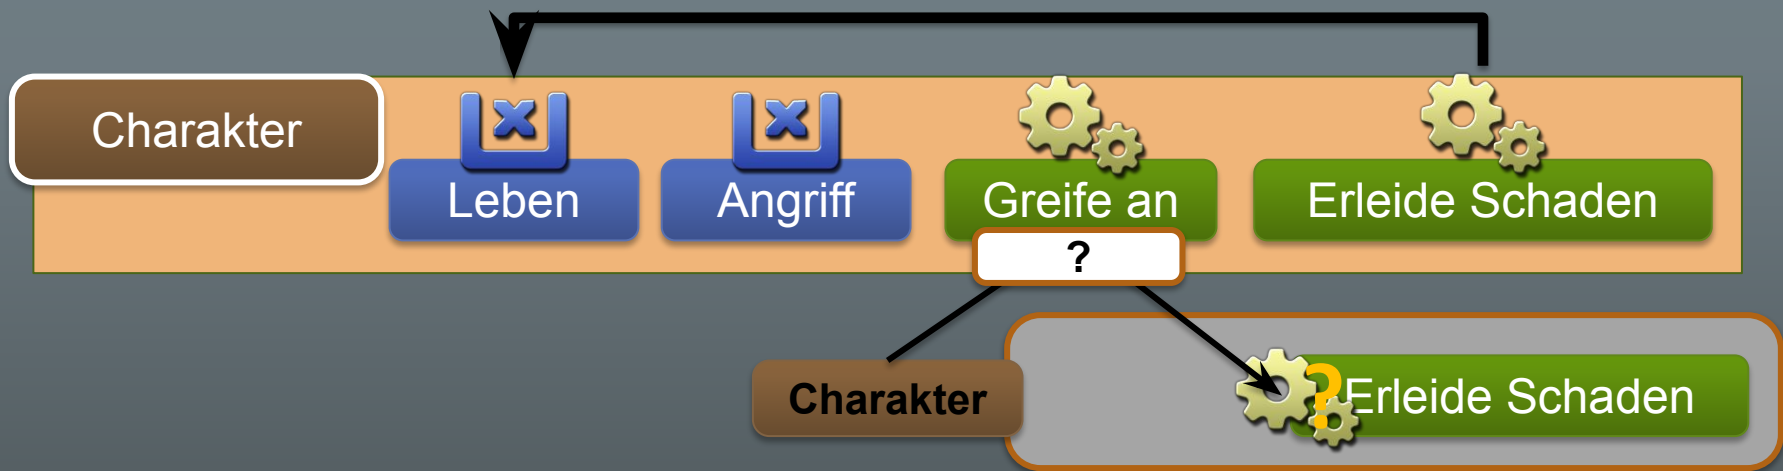 Charakter
Leben
Angriff
Greife an
Erleide Schaden
?
Charakter
?
Erleide Schaden